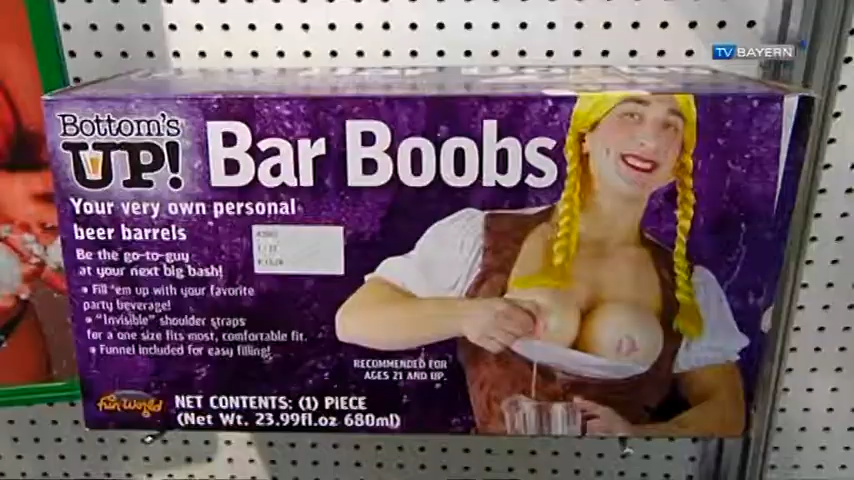 TV BAYERN
Bottom's
UP!
Bar Boobs
Your very own personal
beer barrels
Be the go-to-guy
at your next big bash!
• Fill 'em up with your favorite
party beverage!
• "Invisible" shoulder straps
for a one size fits most, comfortable fit.
• Funnel included for easy filling!
RECOMMENDED FOR
AGES 21 AND UP.
fun World
NET CONTENTS: (1) PIECE
(Net Wt. 23.99fl.oz 680ml)